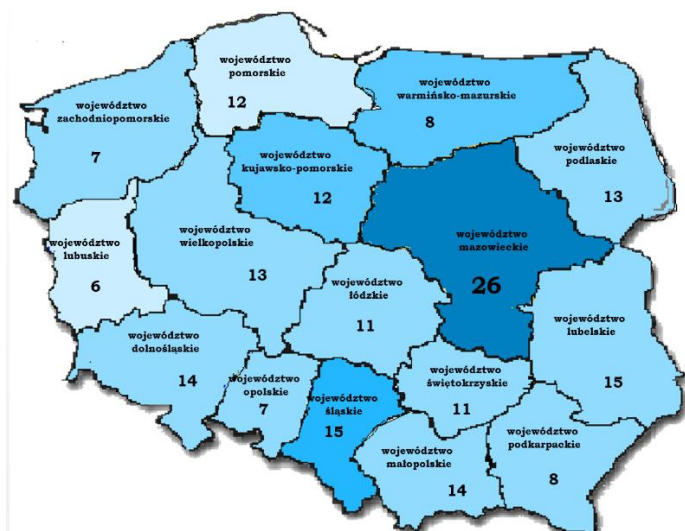 województwo
pomorskie
12
województwo
warmińsko-mazurskie
8
województwo
zachodniopomorskie
7
województwo
podlaskie
13
województwo
kujawsko-pomorskie
12
województwo
mazowieckie
26
województwo
lubuskie
6
województwo
wielkopolskie
13
województwo
łódzkie
11
województwo
lubelskie
15
województwo
dolnośląskie
14
województwo
opolskie
7
województwo
śląskie
15
województwo
świętokrzyskie
11
województwo
podkarpackie
8
województwo
małopolskie
14